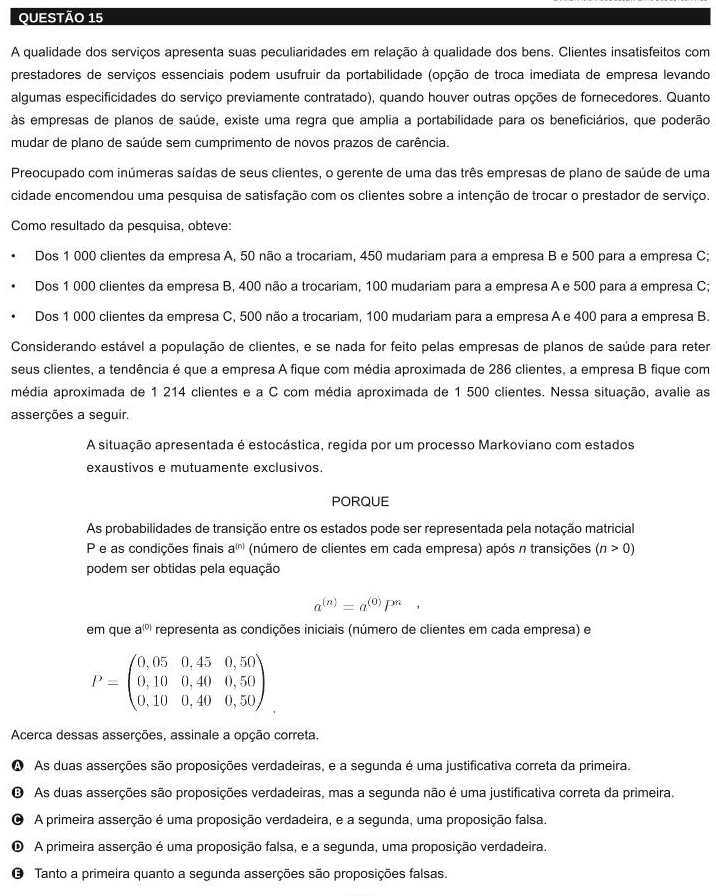 QUESTÃO 15
A qualidade dos serviços apresenta suas peculiaridades em relação à qualidade dos bens. Clientes insatisfeitos com
prestadores de serviços essenciais podem usufruir da portabilidade (opção de troca imediata de empresa levando
algumas especificidades do serviço previamente contratado), quando houver outras opções de fornecedores. Quanto
às empresas de planos de saúde, existe uma regra que amplia a portabilidade para os beneficiários, que poderão
mudar de plano de saúde sem cumprimento de novos prazos de carência.
Preocupado com inúmeras saídas de seus clientes, o gerente de uma das três empresas de plano de saúde de uma
cidade encomendou uma pesquisa de satisfação com os clientes sobre a intenção de trocar o prestador de serviço.
Como resultado da pesquisa, obteve:
• Dos 1 000 clientes da empresa A, 50 não a trocariam, 450 mudariam para a empresa B e 500 para a empresa C;
• Dos 1 000 clientes da empresa B, 400 não a trocariam, 100 mudariam para a empresa A e 500 para a empresa C;
• Dos 1 000 clientes da empresa C, 500 não a trocariam, 100 mudariam para a empresa A e 400 para a empresa B.
Considerando estável a população de clientes, e se nada for feito pelas empresas de planos de saúde para reter
seus clientes, a tendência é que a empresa A fique com média aproximada de 286 clientes, a empresa B fique com
média aproximada de 1 214 clientes e a C com média aproximada de 1 500 clientes. Nessa situação, avalie as
asserções a seguir.
A situação apresentada é estocástica, regida por um processo Markoviano com estados
exaustivos e mutuamente exclusivos.
PORQUE
As probabilidades de transição entre os estados pode ser representada pela notação matricial
P e as condições finais a⁽ⁿ⁾ (número de clientes em cada empresa) após n transições (n > 0)
podem ser obtidas pela equação
a⁽ⁿ⁾ = a⁽⁰⁾Pⁿ ,
em que a⁽⁰⁾ representa as condições iniciais (número de clientes em cada empresa) e
0,05 0,45 0,50
P = 0,10 0,40 0,50
0,10 0,40 0,50 .
Acerca dessas asserções, assinale a opção correta.
A As duas asserções são proposições verdadeiras, e a segunda é uma justificativa correta da primeira.
B As duas asserções são proposições verdadeiras, mas a segunda não é uma justificativa correta da primeira.
C A primeira asserção é uma proposição verdadeira, e a segunda, uma proposição falsa.
D A primeira asserção é uma proposição falsa, e a segunda, uma proposição verdadeira.
E Tanto a primeira quanto a segunda asserções são proposições falsas.